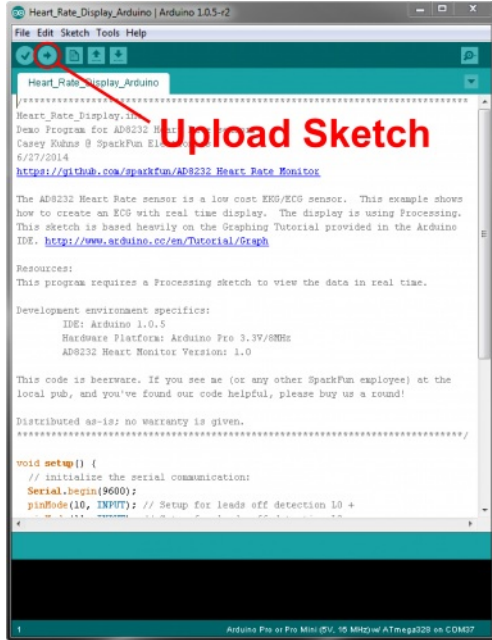 Heart_Rate_Display_Arduino | Arduino 1.0.5-r2
File Edit Sketch Tools Help
Heart_Rate_Display_Arduino
Upload Sketch
/*****************************************************************
Demo Program for AD8232
Casey Kuhns @ SparkFun
6/27/2014
https://github.com/sparkfun/AD8232_Heart_Rate_Monitor
The AD8232 Heart Rate sensor is a low cost EKG/ECG sensor.  This example shows
how to create an ECG with real time display.  The display is using Processing.
This sketch is based heavily on the Graphing Tutorial provided in the Arduino
IDE. http://www.arduino.cc/en/Tutorial/Graph
Resources:
This program requires a Processing sketch to view the data in real time.
Development environment specifics:
IDE: Arduino 1.0.5
Hardware Platform: Arduino Pro 3.3V/8MHz
AD8232 Heart Monitor Version: 1.0
This code is beerware. If you see me (or any other SparkFun employee) at the
local pub, and you've found our code helpful, please buy us a round!
Distributed as-is; no warranty is given.
*****************************************************************/
void setup() {
// initialize the serial communication:
Serial.begin(9600);
pinMode(10, INPUT); // Setup for leads off detection LO +
1
Arduino Pro or Pro Mini (5V, 16 MHz) w/ ATmega328 on COM37